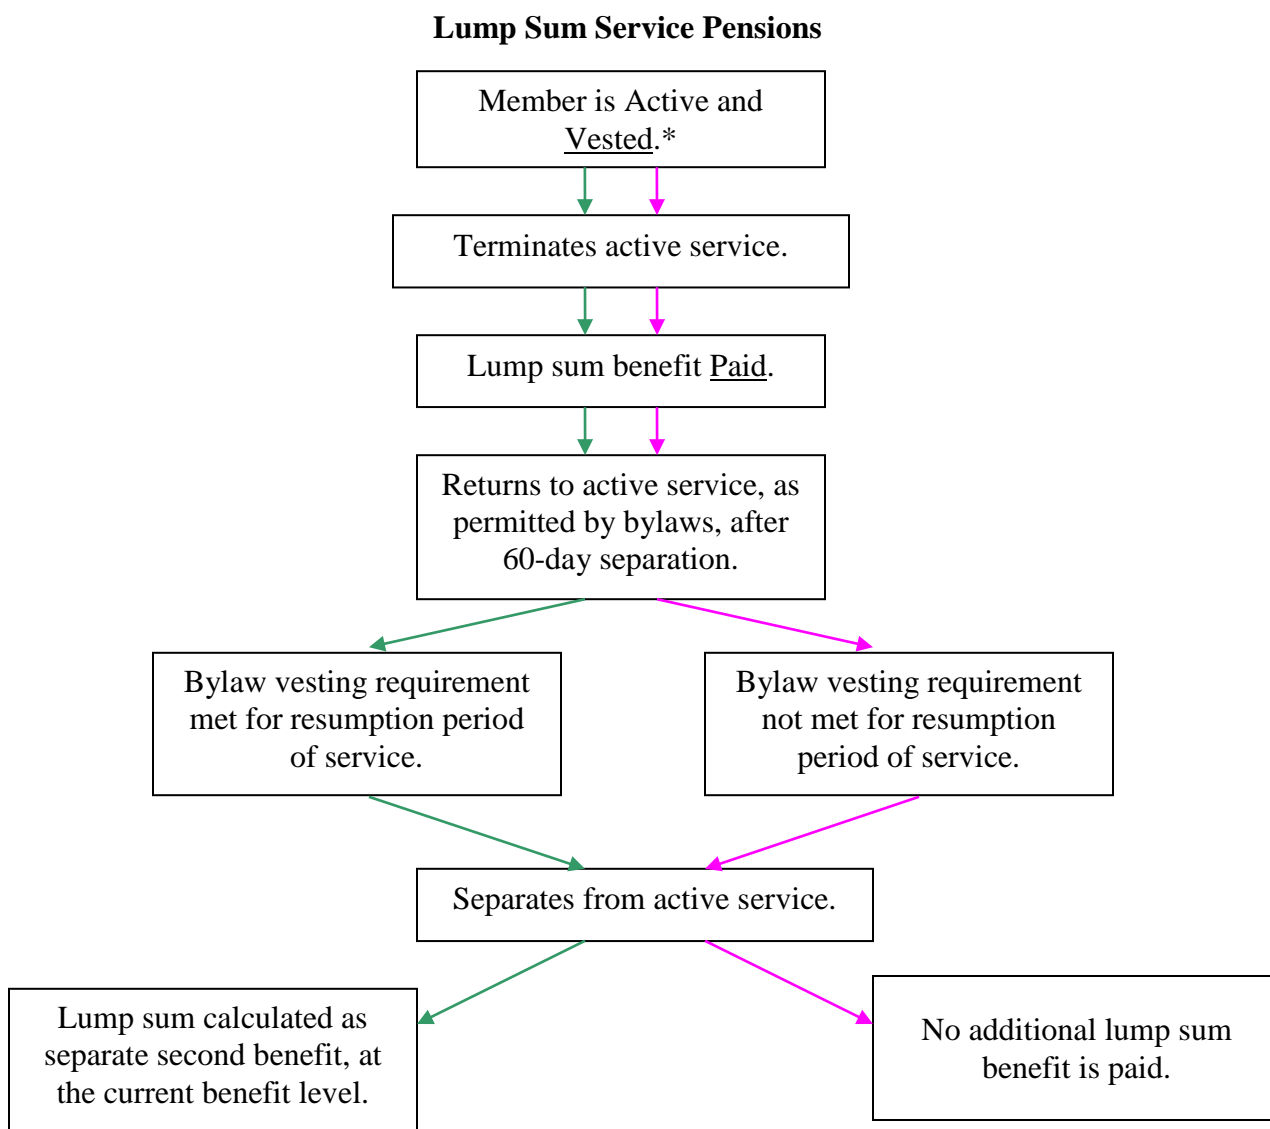 Lump Sum Service Pensions
Member is Active and
Vested.*
Terminates active service.
Lump sum benefit Paid.
Returns to active service, as
permitted by bylaws, after
60-day separation.
Bylaw vesting requirement
met for resumption period
of service.
Bylaw vesting requirement
not met for resumption
period of service.
Separates from active service.
Lump sum calculated as
separate second benefit, at
the current benefit level.
No additional lump sum
benefit is paid.